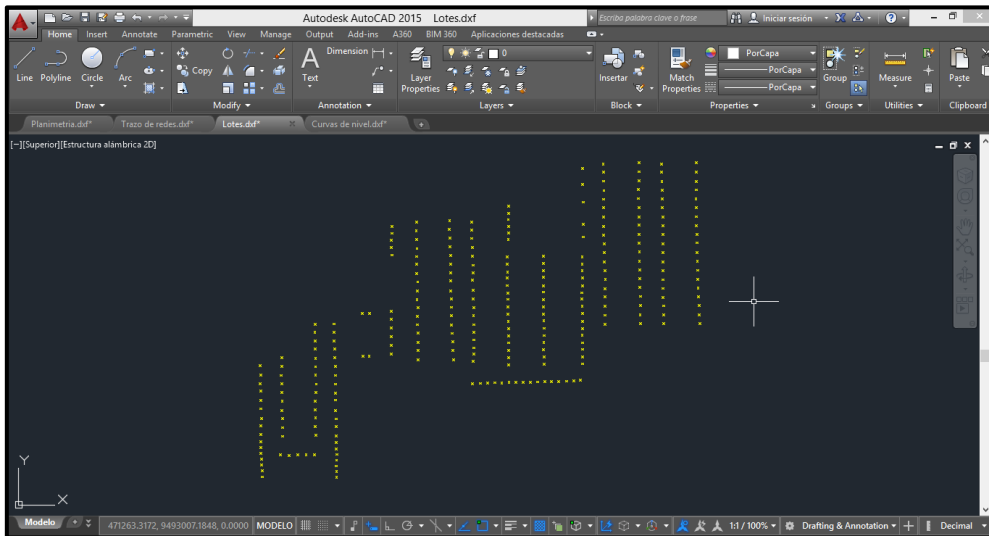 Autodesk AutoCAD 2015 Lotes.dxf Escriba palabra clave o frase Iniciar sesión
Home Insert Annotate Parametric View Manage Output Add-ins A360 BIM 360 Aplicaciones destacadas
Line Polyline Circle Arc Copy Text Dimension Layer Properties 0 Insertar Match Properties PorCapa PorCapa PorCapa Group Measure Paste
Draw Modify Annotation Layers Block Properties Groups Utilities Clipboard
Planimetria.dxf* Trazo de redes.dxf* Lotes.dxf* Curvas de nivel.dxf*
[−][Superior][Estructura alámbrica 2D]
Y
X
Modelo 471263.3172, 9493007.1848, 0.0000 MODELO 1:1 / 100% Drafting & Annotation Decimal